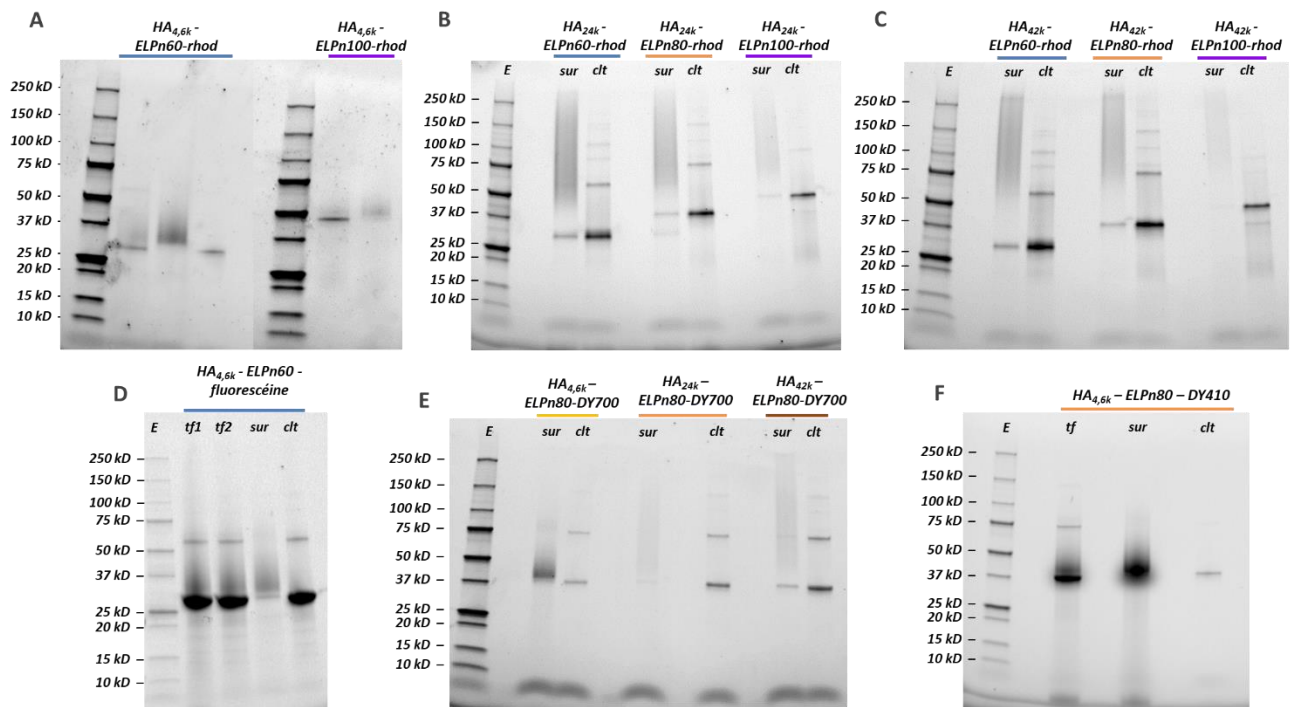 A
HA4,6k -
ELPn60-rhod
HA4,6k -
ELPn100-rhod
250 kD
150 kD
100 kD
75 kD
50 kD
37 kD
25 kD
20 kD
15 kD
10 kD
B
HA24k-
ELPn60-rhod
HA24k-
ELPn80-rhod
HA24k-
ELPn100-rhod
E sur clt sur clt sur clt
250 kD
150 kD
100 kD
75 kD
50 kD
37 kD
25 kD
20 kD
15 kD
10 kD
C
HA42k-
ELPn60-rhod
HA42k-
ELPn80-rhod
HA42k-
ELPn100-rhod
E sur clt sur clt sur clt
250 kD
150 kD
100 kD
75 kD
50 kD
37 kD
25 kD
20 kD
15 kD
10 kD
D
HA4,6k - ELPn60 -
fluorescéine
E tf1 tf2 sur clt
250 kD
150 kD
100 kD
75 kD
50 kD
37 kD
25 kD
20 kD
15 kD
10 kD
E
HA4,6k–
ELPn80-DY700
HA24k–
ELPn80-DY700
HA42k–
ELPn80-DY700
E sur clt sur clt sur clt
250 kD
150 kD
100 kD
75 kD
50 kD
37 kD
25 kD
20 kD
15 kD
10 kD
F
HA4,6k – ELPn80 – DY410
E tf sur clt
250 kD
150 kD
100 kD
75 kD
50 kD
37 kD
25 kD
20 kD
15 kD
10 kD